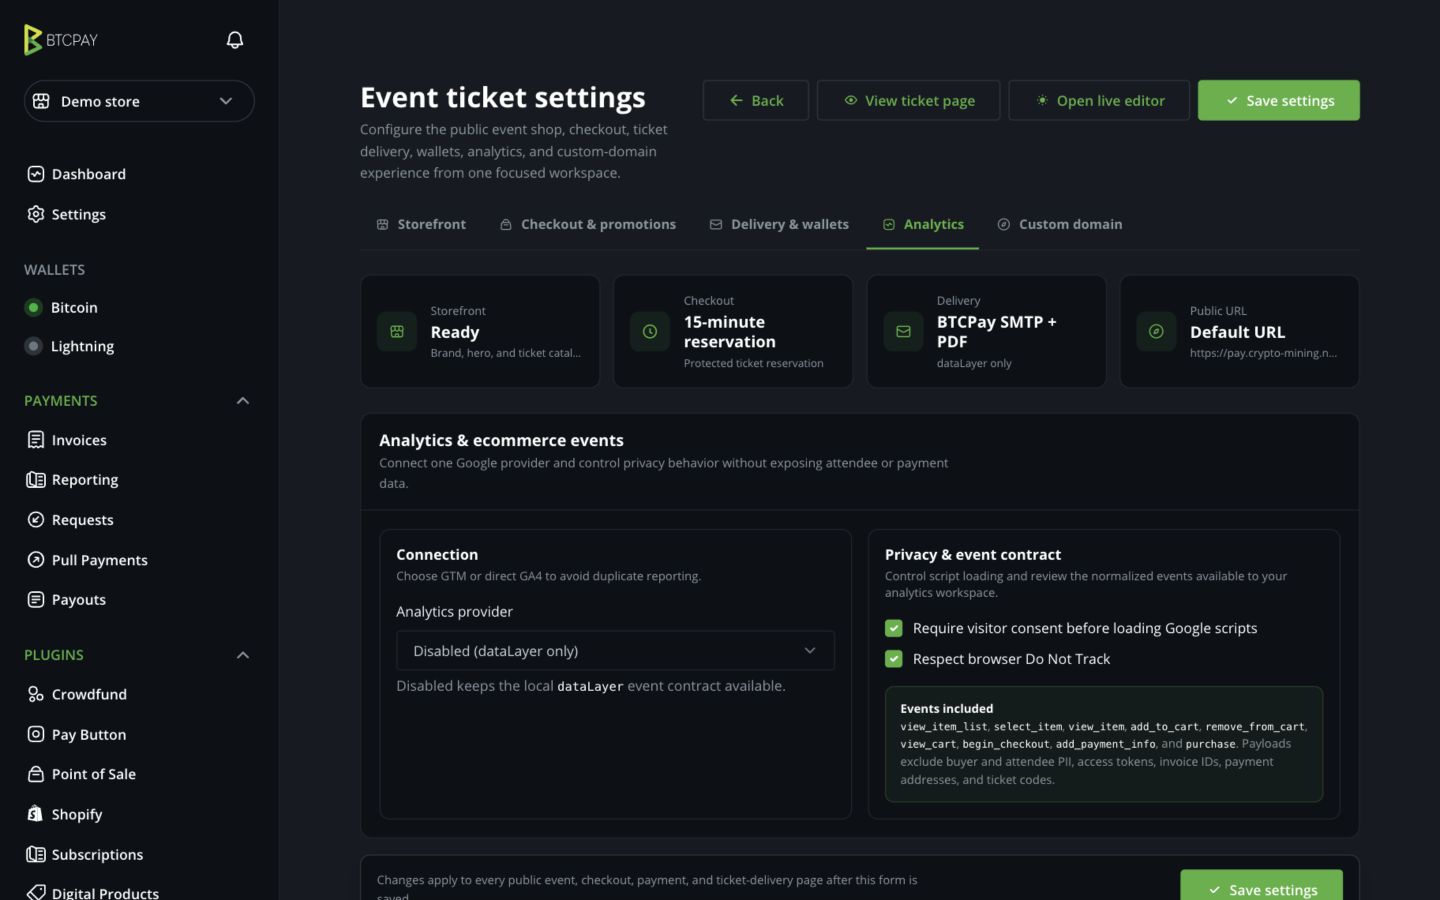 BTCPAY
Demo store
Dashboard
Settings
WALLETS
Bitcoin
Lightning
PAYMENTS
Invoices
Reporting
Requests
Pull Payments
Payouts
PLUGINS
Crowdfund
Pay Button
Point of Sale
Shopify
Subscriptions
Digital Products
Event ticket settings
Back
View ticket page
Open live editor
Save settings
Configure the public event shop, checkout, ticket
delivery, wallets, analytics, and custom-domain
experience from one focused workspace.
Storefront
Checkout & promotions
Delivery & wallets
Analytics
Custom domain
Storefront
Ready
Brand, hero, and ticket catal...
Checkout
15-minute
reservation
Protected ticket reservation
Delivery
BTCPay SMTP +
PDF
dataLayer only
Public URL
Default URL
https://pay.crypto-mining.n...
Analytics & ecommerce events
Connect one Google provider and control privacy behavior without exposing attendee or payment
data.
Connection
Choose GTM or direct GA4 to avoid duplicate reporting.
Analytics provider
Disabled (dataLayer only)
Disabled keeps the local dataLayer event contract available.
Privacy & event contract
Control script loading and review the normalized events available to your
analytics workspace.
Require visitor consent before loading Google scripts
Respect browser Do Not Track
Events included
view_item_list, select_item, view_item, add_to_cart, remove_from_cart,
view_cart, begin_checkout, add_payment_info, and purchase. Payloads
exclude buyer and attendee PII, access tokens, invoice IDs, payment
addresses, and ticket codes.
Changes apply to every public event, checkout, payment, and ticket-delivery page after this form is
saved.
Save settings